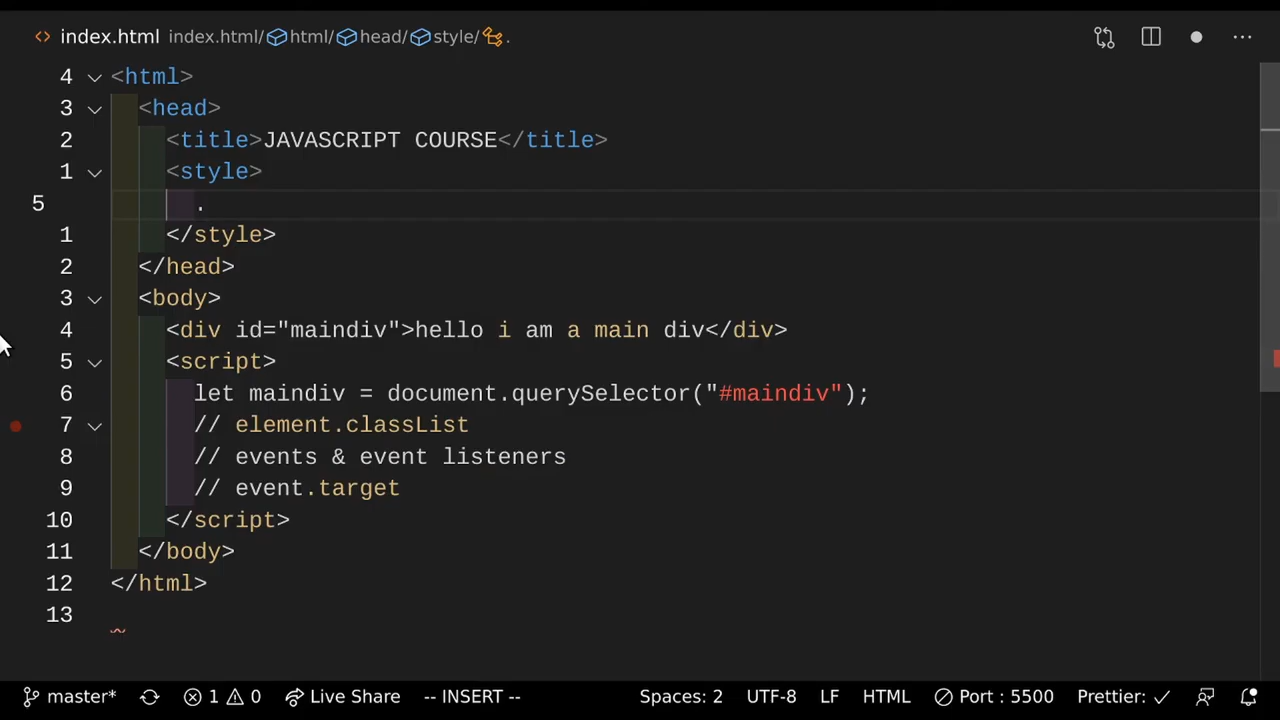 index.html index.html/html/head/style/.
4 <html>
3 <head>
2 <title>JAVASCRIPT COURSE</title>
1 <style>
5 .
1 </style>
2 </head>
3 <body>
4 <div id="maindiv">hello i am a main div</div>
5 <script>
6 let maindiv = document.querySelector("#maindiv");
7 // element.classList
8 // events & event listeners
9 // event.target
10 </script>
11 </body>
12 </html>
13
master* 1 0 Live Share -- INSERT -- Spaces: 2 UTF-8 LF HTML Port : 5500 Prettier: